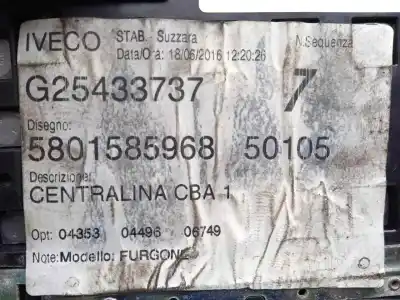 IVECO STAB.- Suzzara N.Sequenza
Data/Ora: 18/06/2016 12:20:26
G25433737 7
Disegno:
5801585968 50105
Descrizione:
CENTRALINA CBA 1
Opt: 04353 04496 06749
Note:Modello: FURGONE